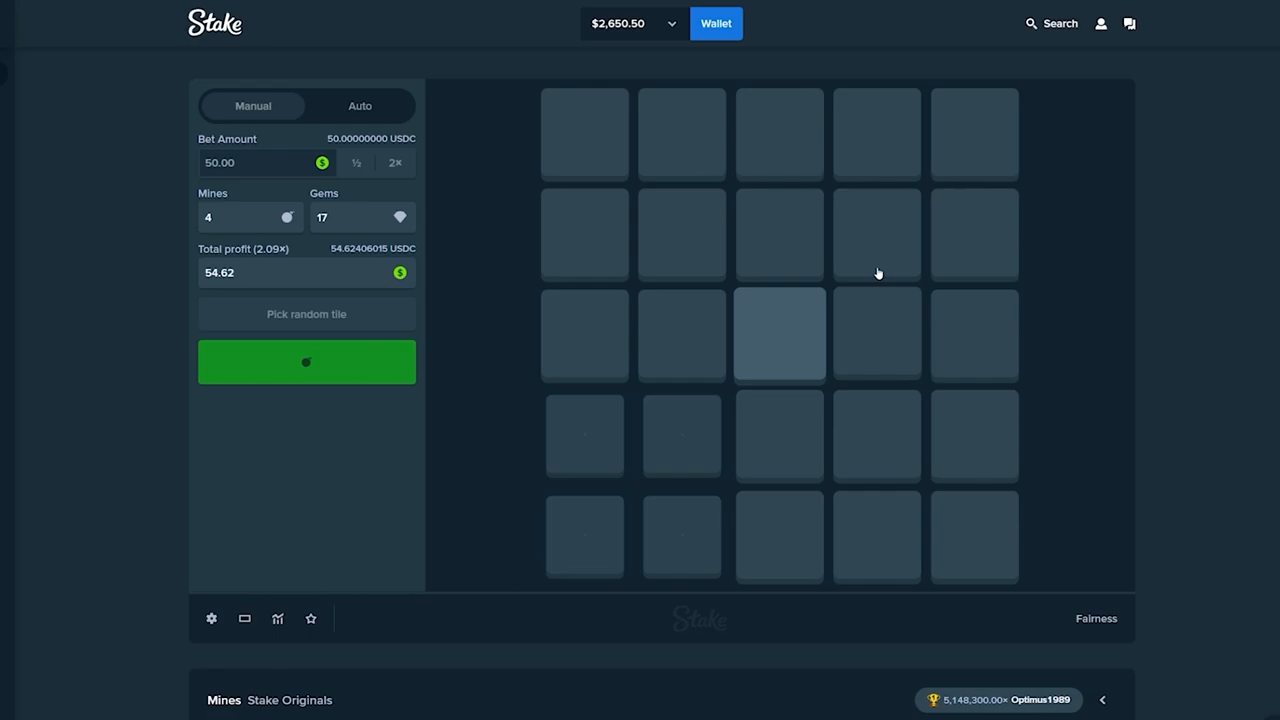 Stake
$2,650.50
Wallet
Search
Manual
Auto
Bet Amount
50.00000000 USDC
50.00
½
2×
Mines
Gems
4
17
Total profit (2.09×)
54.62406015 USDC
54.62
Pick random tile
Stake
Fairness
Mines
Stake Originals
5,148,300.00× Optimus1989